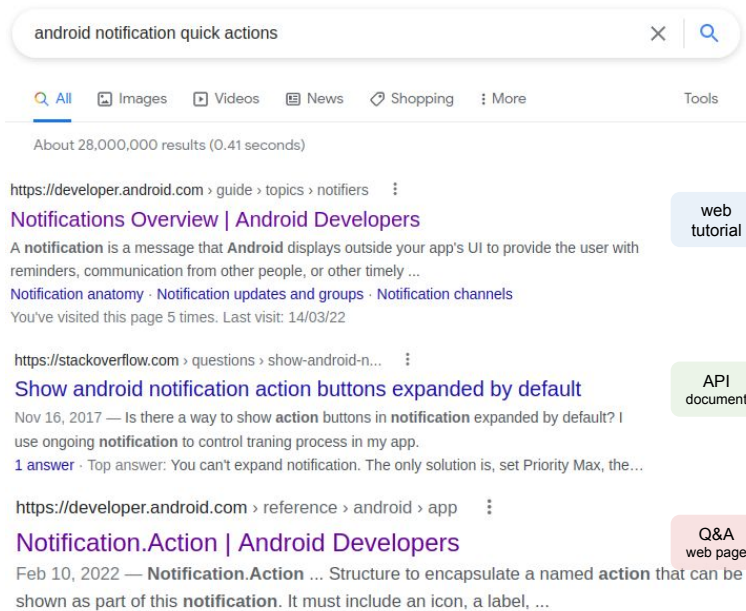 android notification quick actions
All Images Videos News Shopping More Tools
About 28,000,000 results (0.41 seconds)
https://developer.android.com › guide › topics › notifiers
Notifications Overview | Android Developers
A notification is a message that Android displays outside your app's UI to provide the user with
reminders, communication from other people, or other timely ...
Notification anatomy · Notification updates and groups · Notification channels
You've visited this page 5 times. Last visit: 14/03/22
web
tutorial
https://stackoverflow.com › questions › show-android-n...
Show android notification action buttons expanded by default
Nov 16, 2017 — Is there a way to show action buttons in notification expanded by default? I
use ongoing notification to control traning process in my app.
1 answer · Top answer: You can't expand notification. The only solution is, set Priority Max, the…
API
document
https://developer.android.com › reference › android › app
Notification.Action | Android Developers
Feb 10, 2022 — Notification.Action ... Structure to encapsulate a named action that can be
shown as part of this notification. It must include an icon, a label, ...
Q&A
web page